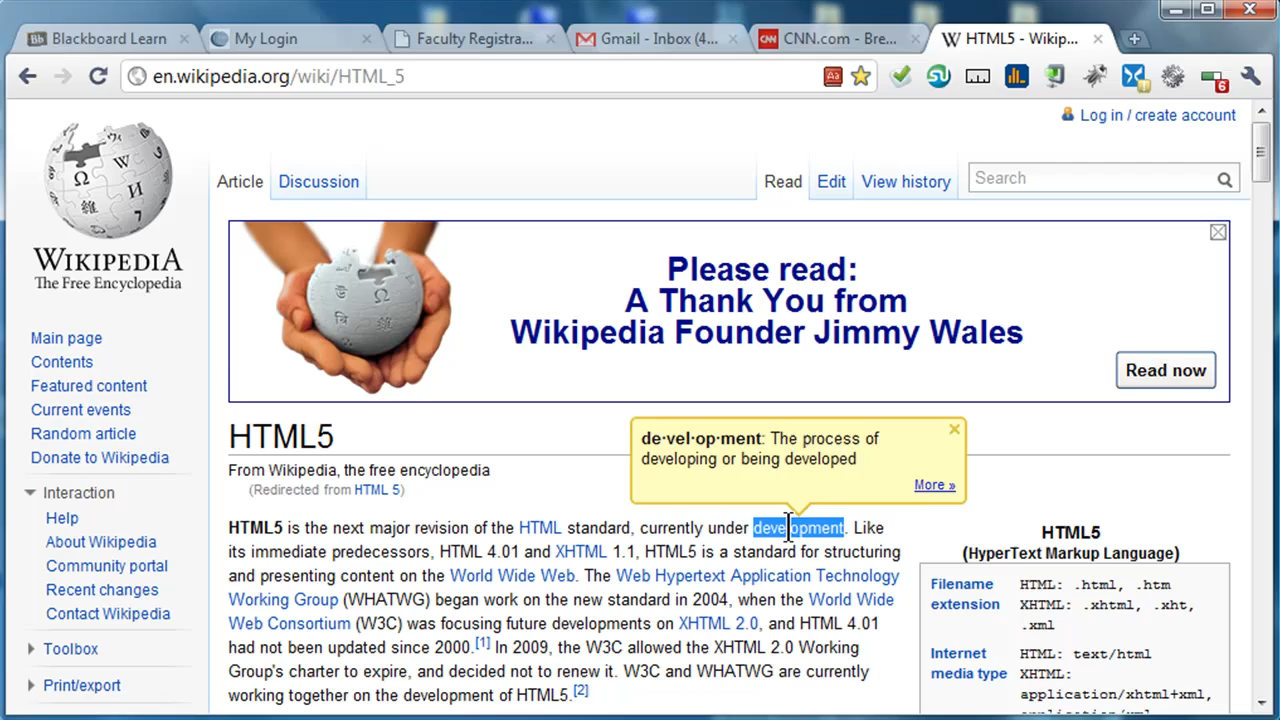 Blackboard Learn
My Login
Faculty Registra...
Gmail - Inbox (4...
CNN.com - Bre...
HTML5 - Wikip...
en.wikipedia.org/wiki/HTML_5
6
Log in / create account
Article
Discussion
Read
Edit
View history
Search
WIKIPEDIA
The Free Encyclopedia
Please read:
A Thank You from
Wikipedia Founder Jimmy Wales
Read now
Main page
Contents
Featured content
Current events
Random article
Donate to Wikipedia
Interaction
Help
About Wikipedia
Community portal
Recent changes
Contact Wikipedia
Toolbox
Print/export
HTML5
From Wikipedia, the free encyclopedia
(Redirected from HTML 5)
de·vel·op·ment: The process of
developing or being developed
More »
HTML5 is the next major revision of the HTML standard, currently under development. Like
its immediate predecessors, HTML 4.01 and XHTML 1.1, HTML5 is a standard for structuring
and presenting content on the World Wide Web. The Web Hypertext Application Technology
Working Group (WHATWG) began work on the new standard in 2004, when the World Wide
Web Consortium (W3C) was focusing future developments on XHTML 2.0, and HTML 4.01
had not been updated since 2000.[1] In 2009, the W3C allowed the XHTML 2.0 Working
Group's charter to expire, and decided not to renew it. W3C and WHATWG are currently
working together on the development of HTML5.[2]
HTML5
(HyperText Markup Language)
Filename extension
HTML: .html, .htm
XHTML: .xhtml, .xht,
.xml
Internet media type
HTML: text/html
XHTML:
application/xhtml+xml,